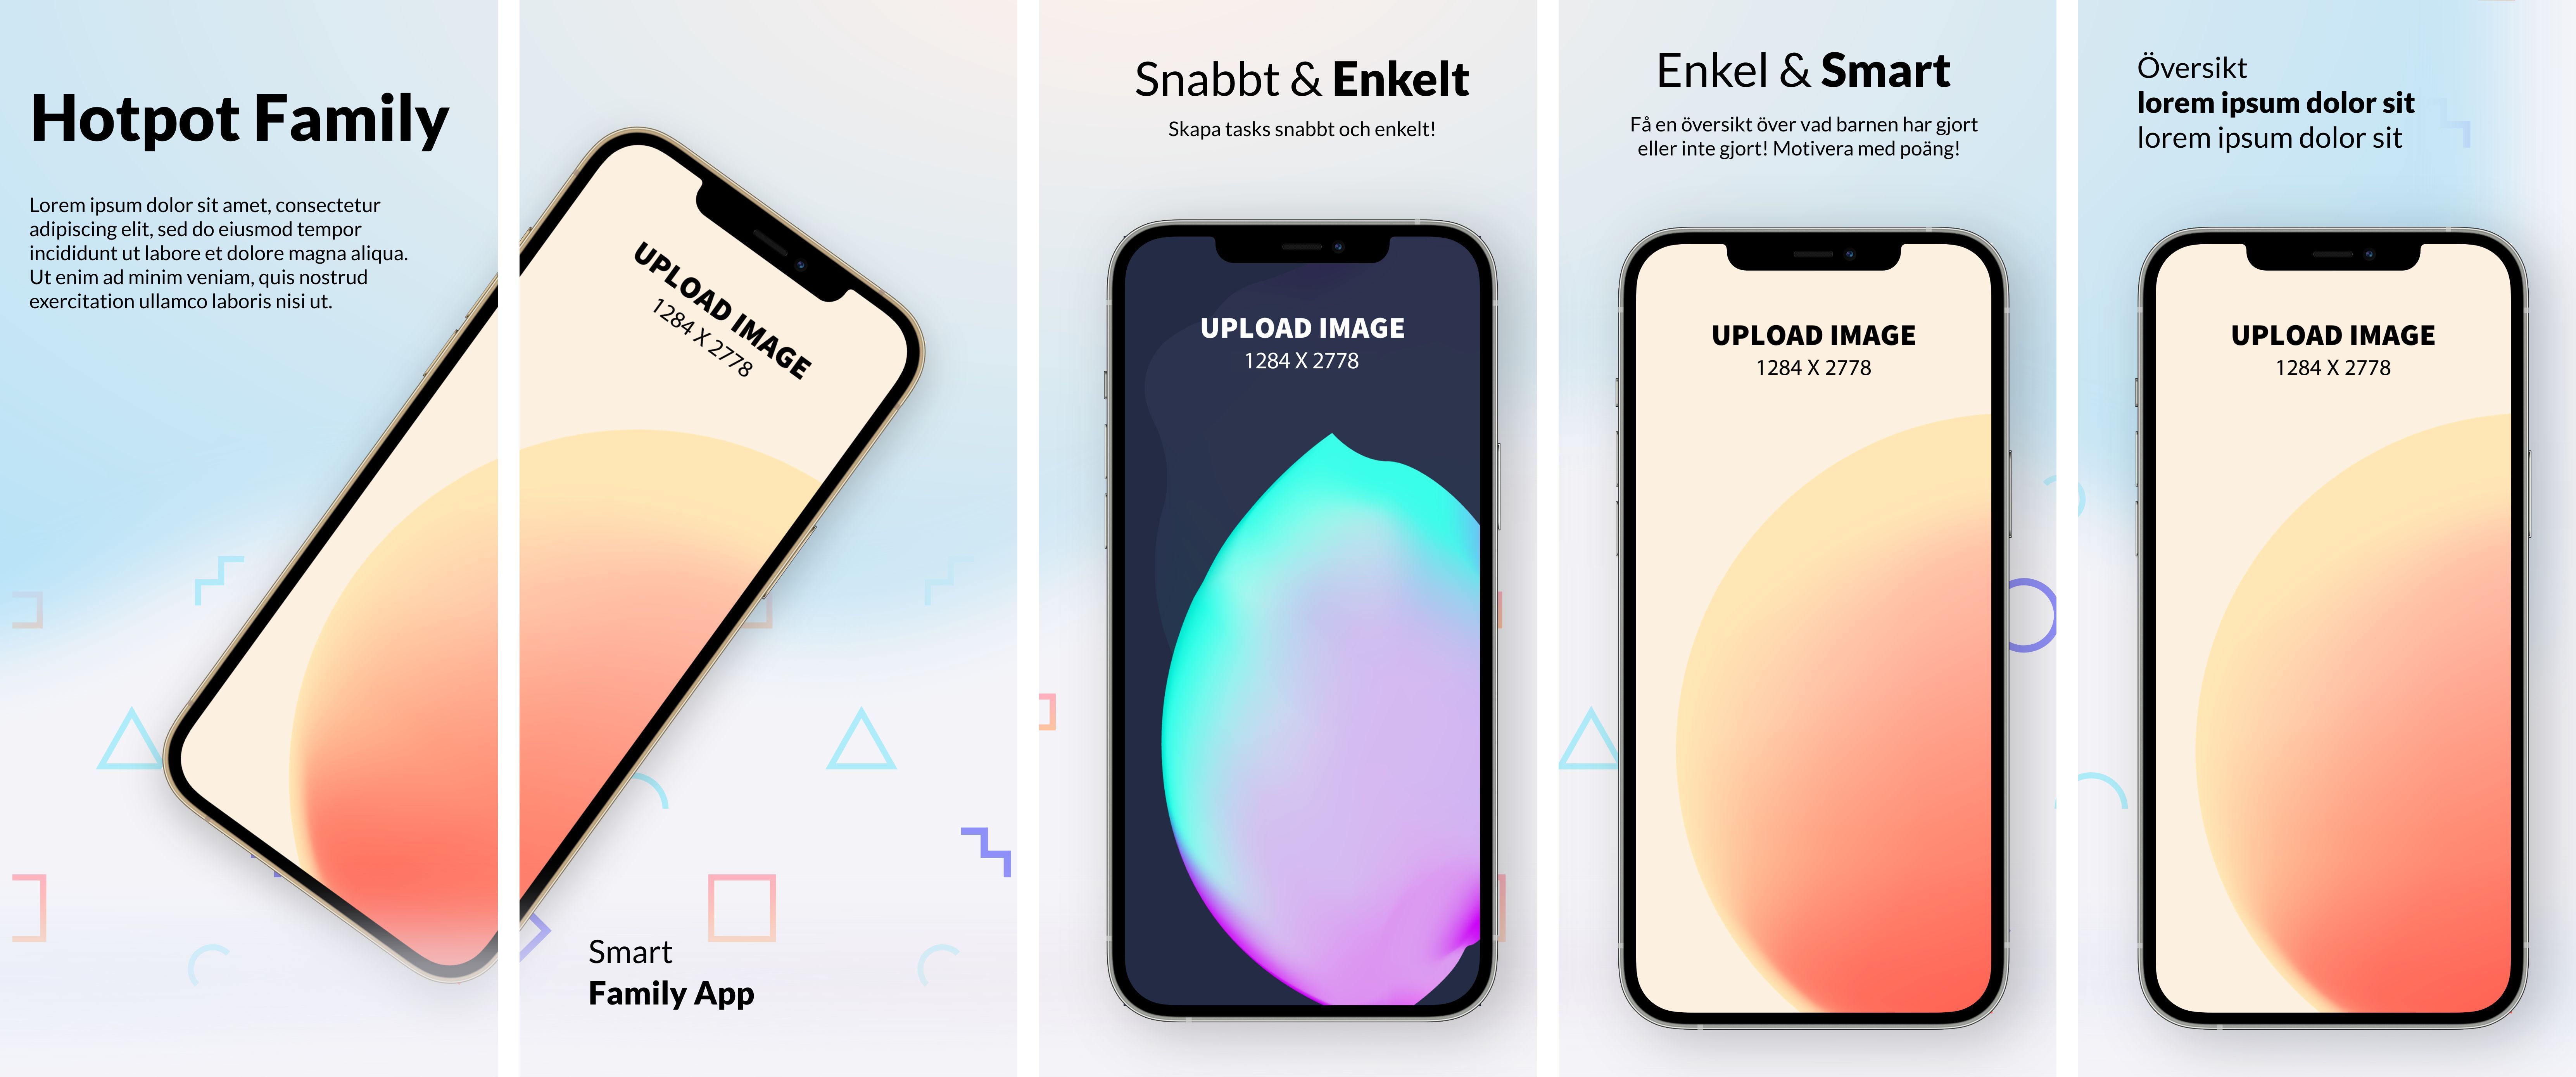 Hotpot Family
Lorem ipsum dolor sit amet, consectetur
adipiscing elit, sed do eiusmod tempor
incididunt ut labore et dolore magna aliqua.
Ut enim ad minim veniam, quis nostrud
exercitation ullamco laboris nisi ut.
UPLOAD IMAGE
1284 X 2778
Smart
Family App
Snabbt & Enkelt
Skapa tasks snabbt och enkelt!
UPLOAD IMAGE
1284 X 2778
Enkel & Smart
Få en översikt över vad barnen har gjort
eller inte gjort! Motivera med poäng!
UPLOAD IMAGE
1284 X 2778
Översikt
lorem ipsum dolor sit
lorem ipsum dolor sit
UPLOAD IMAGE
1284 X 2778